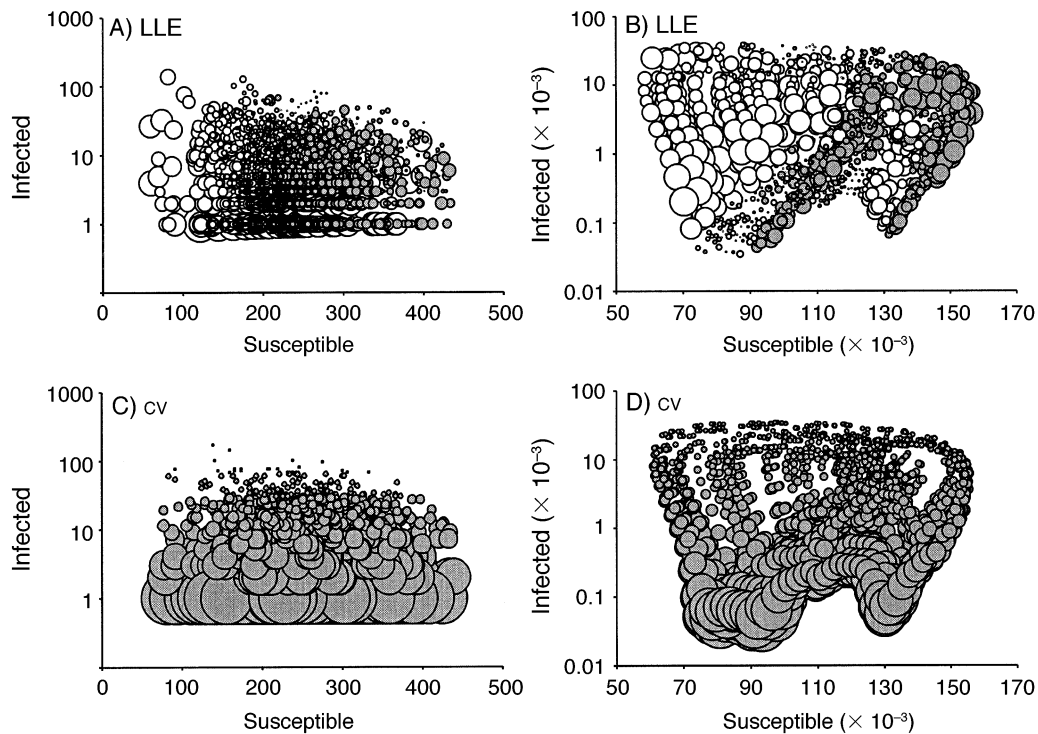 A) LLE
1000
100
10
1
Infected
0 100 200 300 400 500
Susceptible
B) LLE
100
10
1
0.1
0.01
Infected (× 10⁻³)
50 70 90 110 130 150 170
Susceptible (× 10⁻³)
C) CV
1000
100
10
1
Infected
0 100 200 300 400 500
Susceptible
D) CV
100
10
1
0.1
0.01
Infected (× 10⁻³)
50 70 90 110 130 150 170
Susceptible (× 10⁻³)